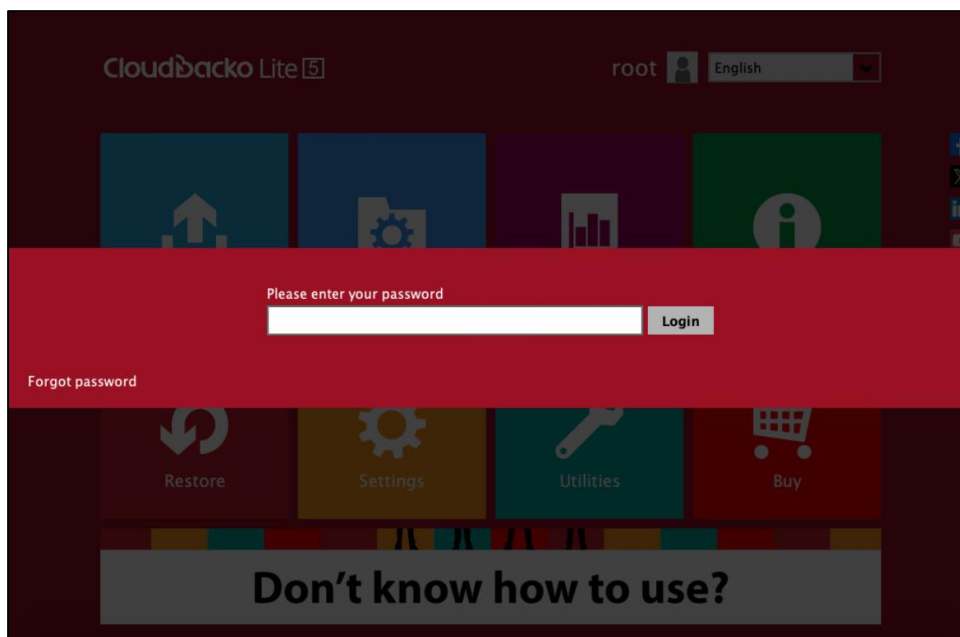 CloudBacko Lite 5
root
English
Please enter your password
Login
Forgot password
Restore
Settings
Utilities
Buy
Don't know how to use?